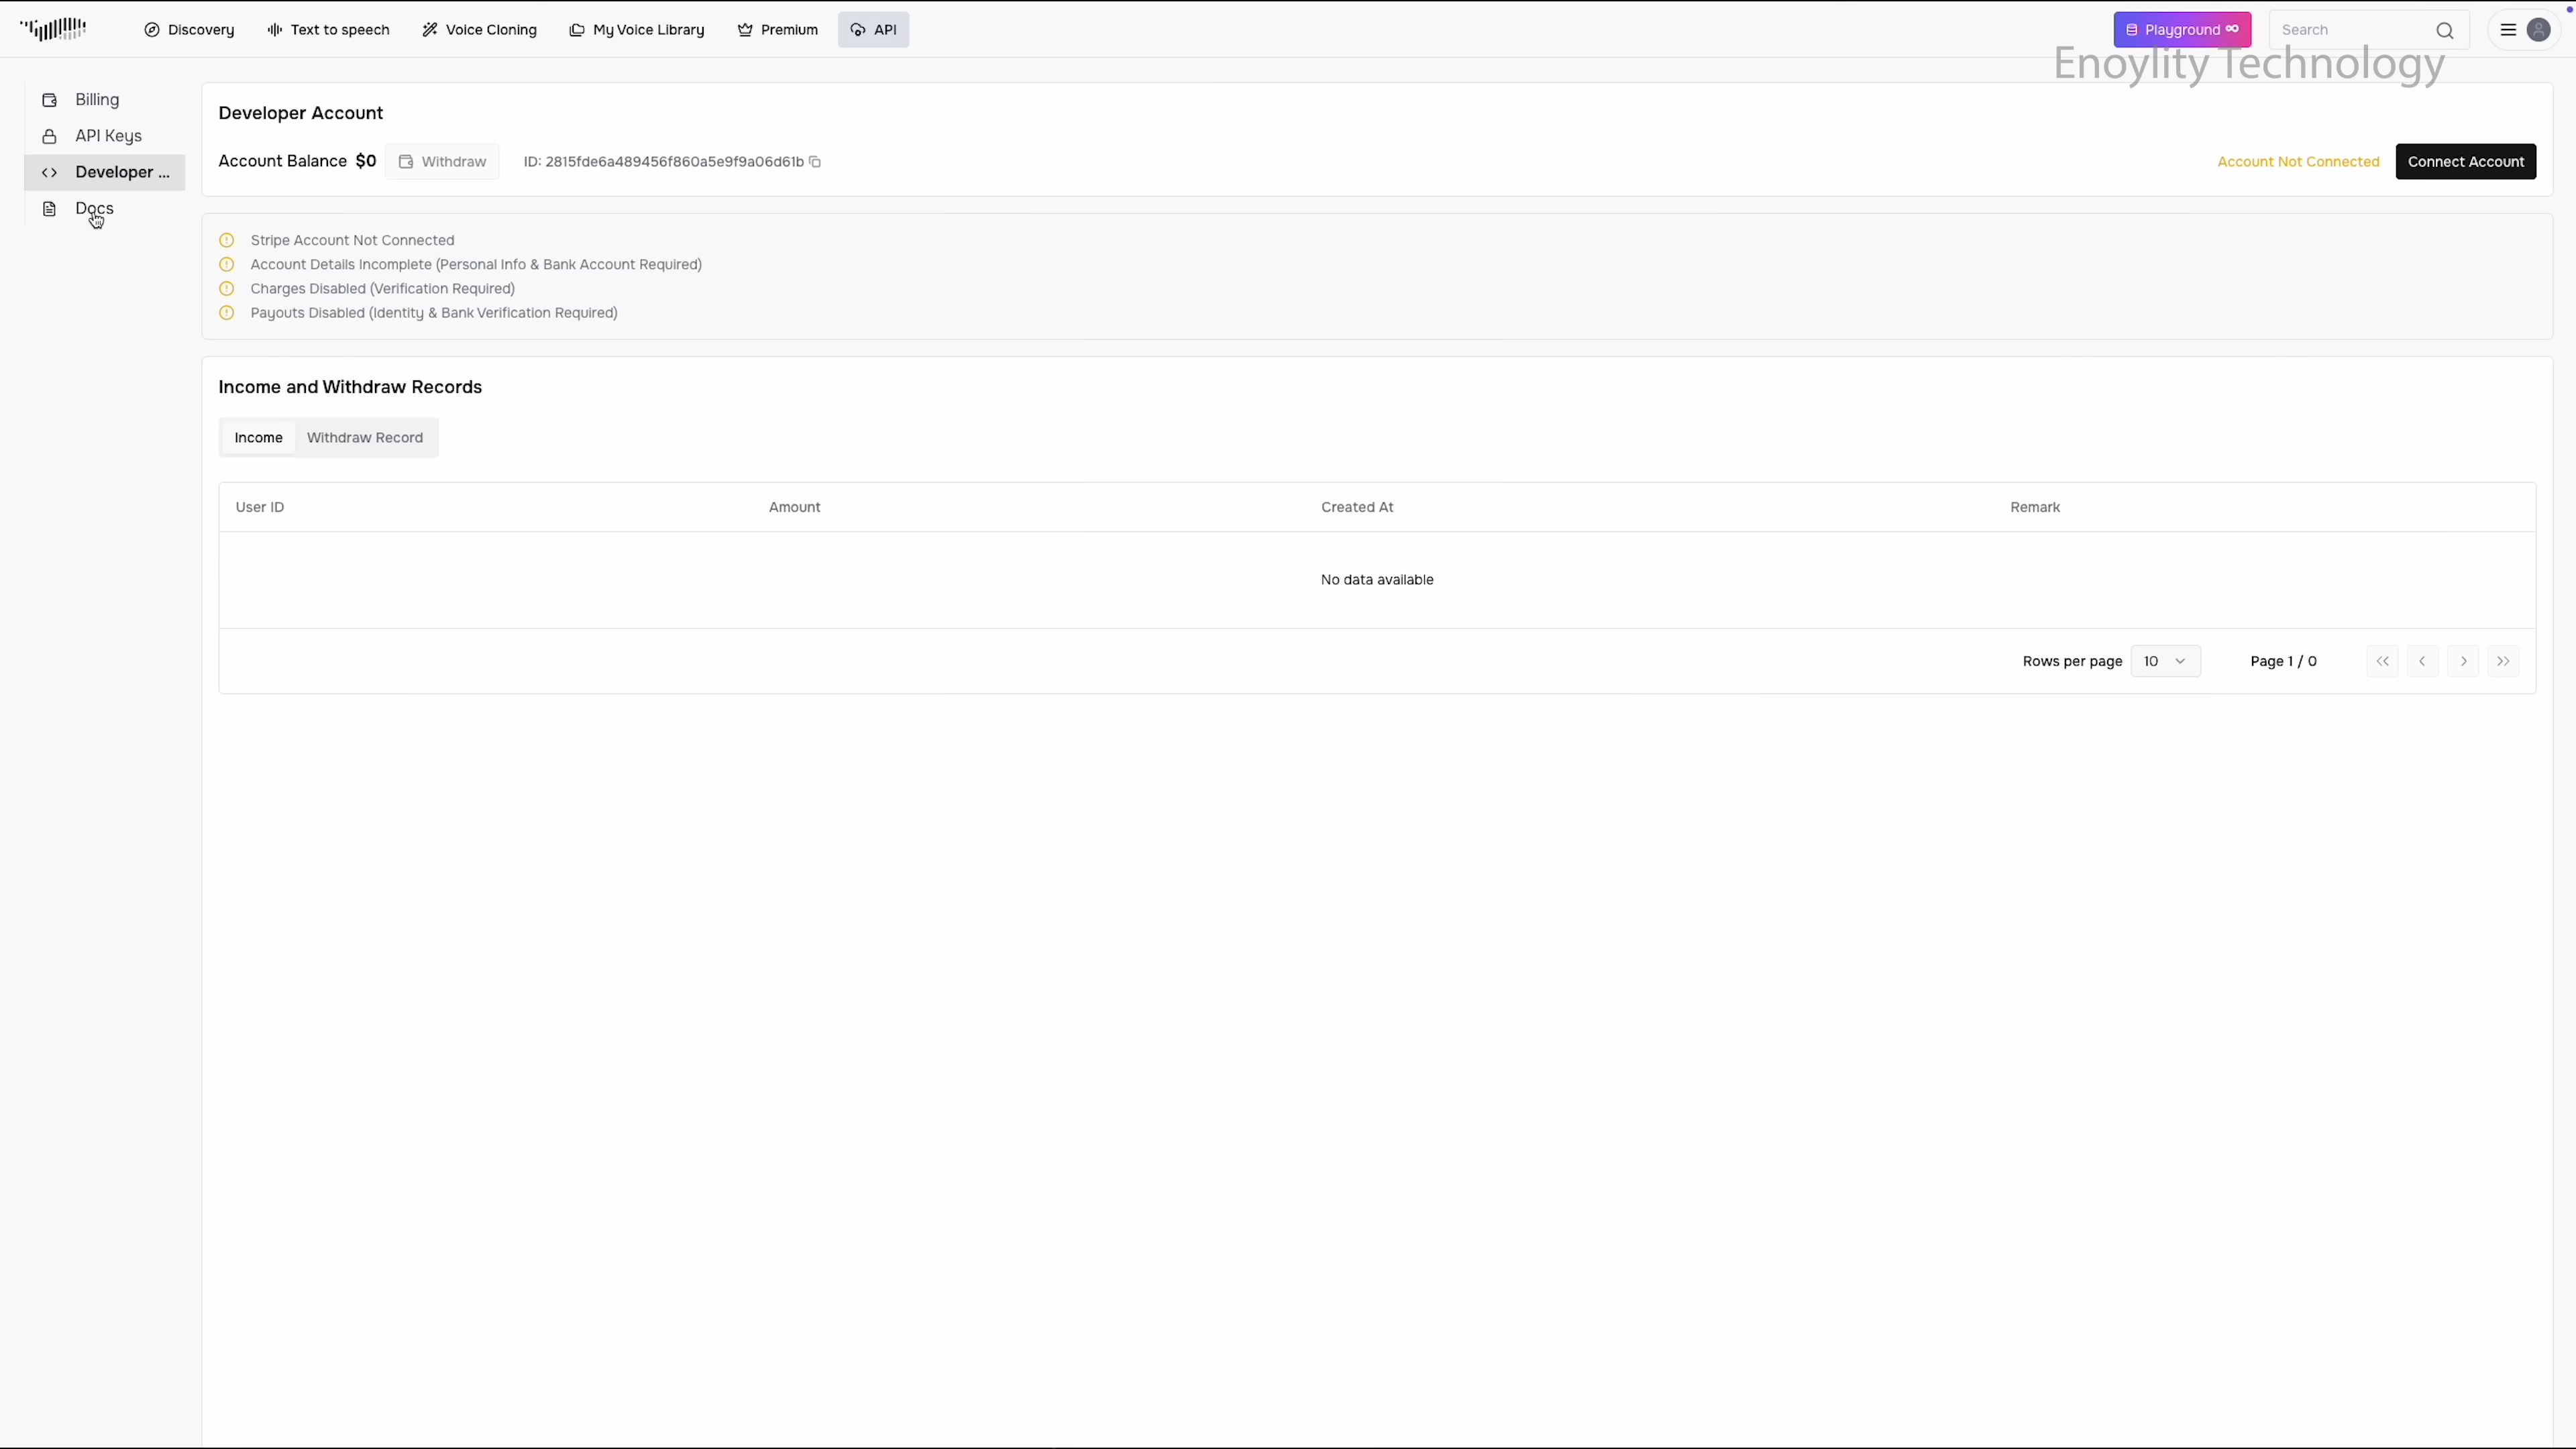 Discovery Text to speech Voice Cloning My Voice Library Premium API Playground Search
Enoylity Technology
Billing
API Keys
Developer ...
Docs
Developer Account
Account Balance $0 Withdraw ID: 2815fde6a489456f860a5e9f9a06d61b Account Not Connected Connect Account
Stripe Account Not Connected
Account Details Incomplete (Personal Info & Bank Account Required)
Charges Disabled (Verification Required)
Payouts Disabled (Identity & Bank Verification Required)
Income and Withdraw Records
Income Withdraw Record
User ID Amount Created At Remark
No data available
Rows per page 10 Page 1 / 0